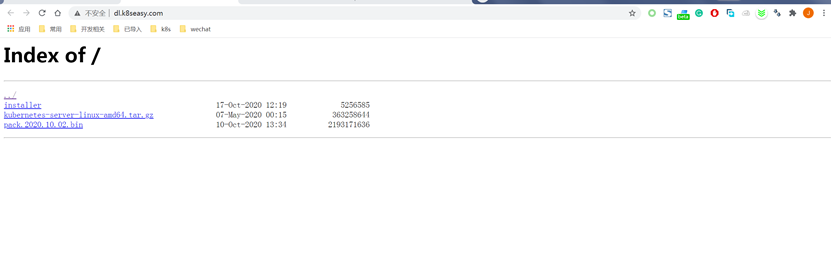 不安全 | dl.k8seasy.com
应用 常用 开发相关 已导入 k8s wechat
Index of /
../
installer 17-Oct-2020 12:19 5256585
kubernetes-server-linux-amd64.tar.gz 07-May-2020 00:15 363258644
pack.2020.10.02.bin 10-Oct-2020 13:34 2193171636
beta
J